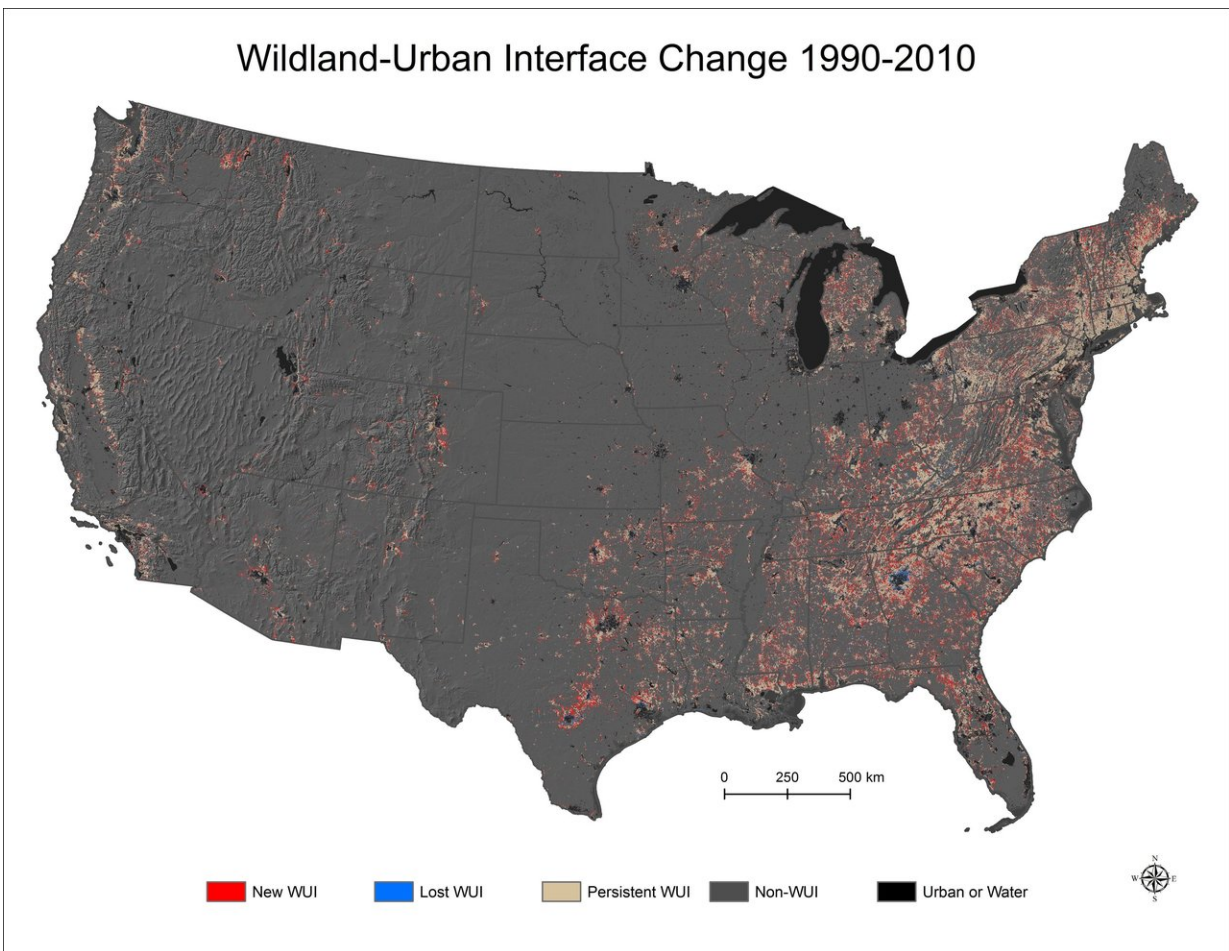 Wildland-Urban Interface Change 1990-2010
0 250 500 km
New WUI Lost WUI Persistent WUI Non-WUI Urban or Water
N
W E
S